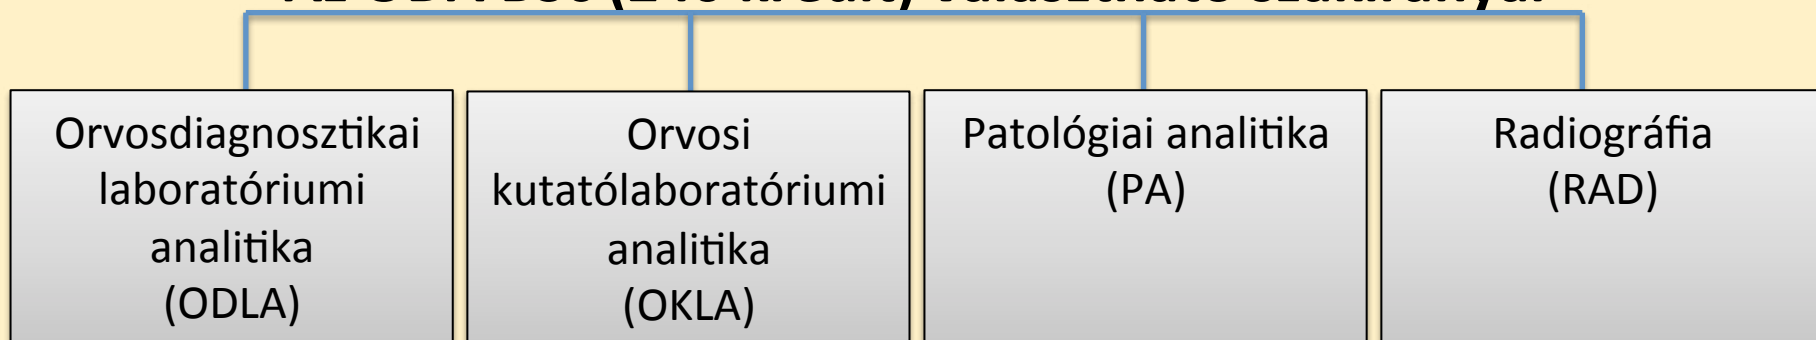 Orvosdiagnosztikai
laboratóriumi
analitika
(ODLA)
Orvosi
kutatólaboratóriumi
analitika
(OKLA)
Patológiai analitika
(PA)
Radiográfia
(RAD)